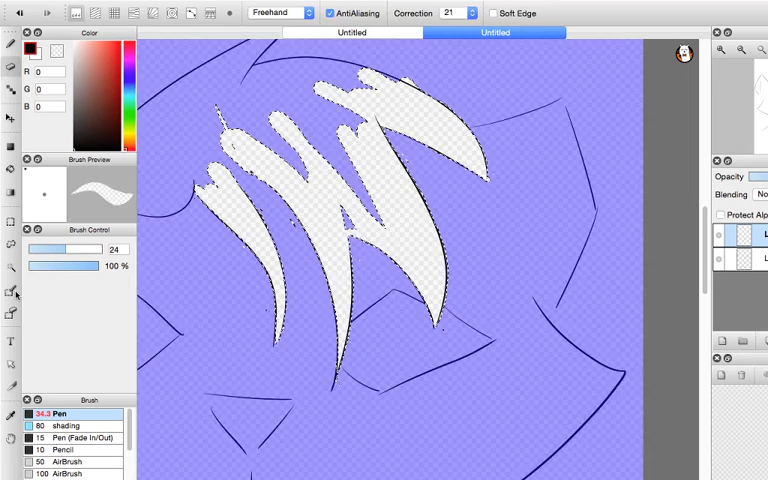 Freehand AntiAliasing Correction 21 Soft Edge
Untitled Untitled
Color
R 0
G 0
B 0
Brush Preview
Brush Control
24
100 %
Brush
34.3 Pen
80 shading
15 Pen (Fade In/Out)
10 Pencil
50 AirBrush
100 AirBrush
T
Opacity
Blending No
Protect Alp
L
L